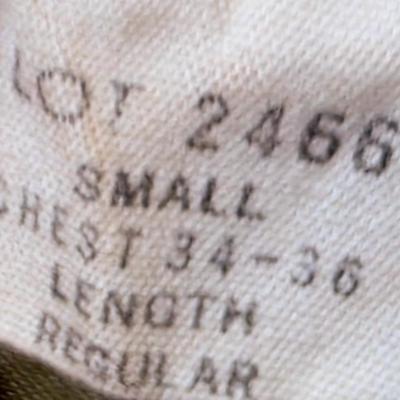 LOT 2466
SMALL
CHEST 34-36
LENGTH
REGULAR